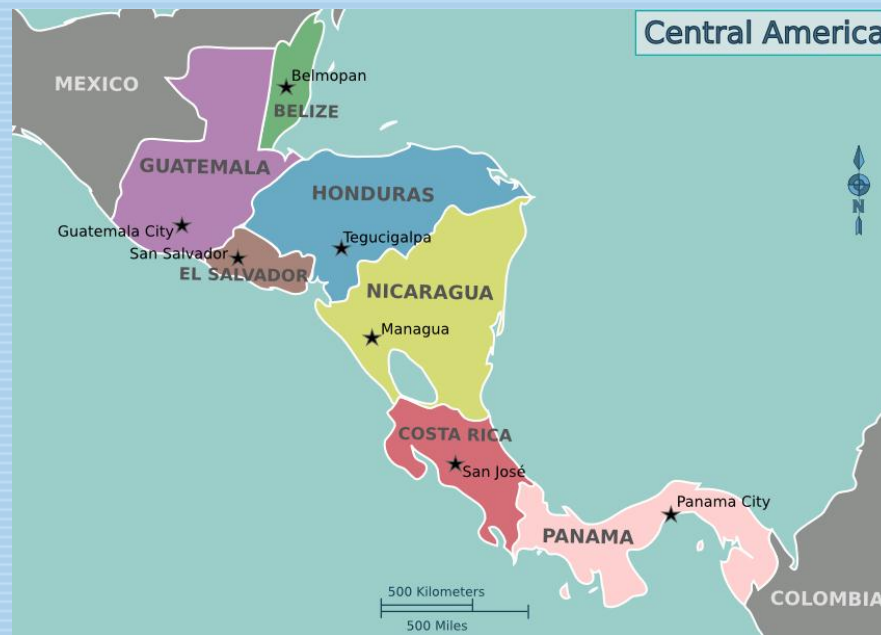 Central America
MEXICO
Belmopan
BELIZE
GUATEMALA
HONDURAS
N
Guatemala City
Tegucigalpa
San Salvador
EL SALVADOR
NICARAGUA
Managua
COSTA RICA
San José
Panama City
PANAMA
500 Kilometers
COLOMBIA
500 Miles